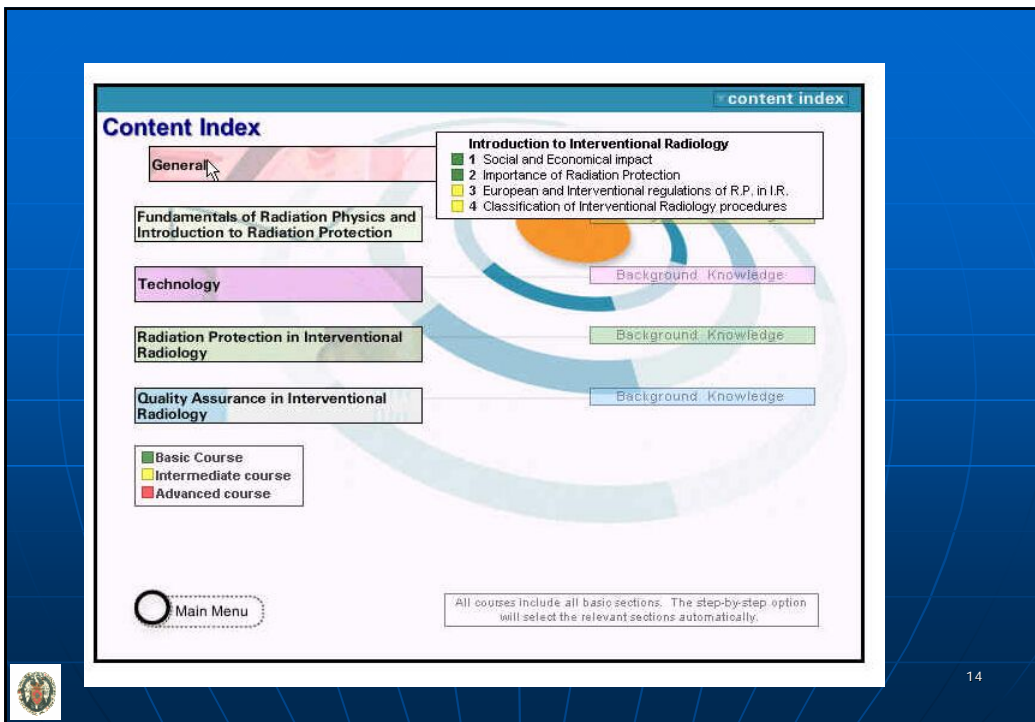 content index
Content Index
General
Introduction to Interventional Radiology
1 Social and Economical impact
2 Importance of Radiation Protection
3 European and Interventional regulations of R.P. in I.R.
4 Classification of Interventional Radiology procedures
Fundamentals of Radiation Physics and
Introduction to Radiation Protection
Technology
Background Knowledge
Radiation Protection in Interventional
Radiology
Background Knowledge
Quality Assurance in Interventional
Radiology
Background Knowledge
Basic Course
Intermediate course
Advanced course
Main Menu
All courses include all basic sections. The step-by-step option
will select the relevant sections automatically.
14